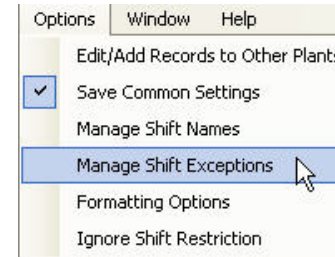 Options Window Help
Edit/Add Records to Other Plants
Save Common Settings
Manage Shift Names
Manage Shift Exceptions
Formatting Options
Ignore Shift Restriction